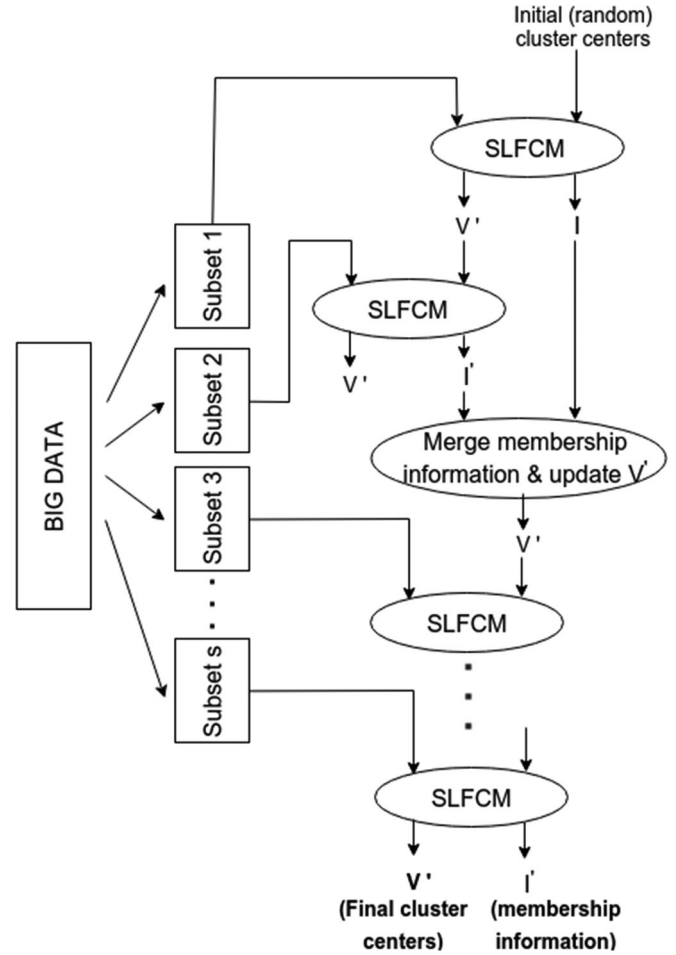 Initial (random)
cluster centers
SLFCM
V '
I
Subset 1
SLFCM
V '
I'
Subset 2
BIG DATA
Merge membership
information & update V'
Subset 3
V '
SLFCM
Subset s
SLFCM
V '
(Final cluster
centers)
I'
(membership
information)